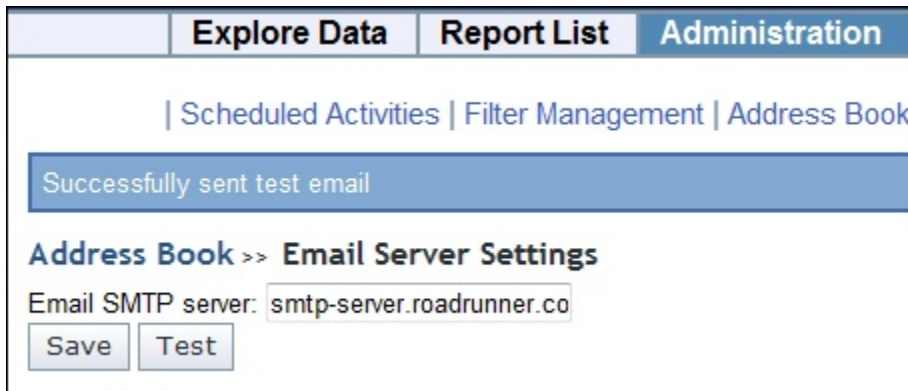 Explore Data Report List Administration
| Scheduled Activities | Filter Management | Address Book
Successfully sent test email
Address Book >> Email Server Settings
Email SMTP server: smtp-server.roadrunner.co
Save Test